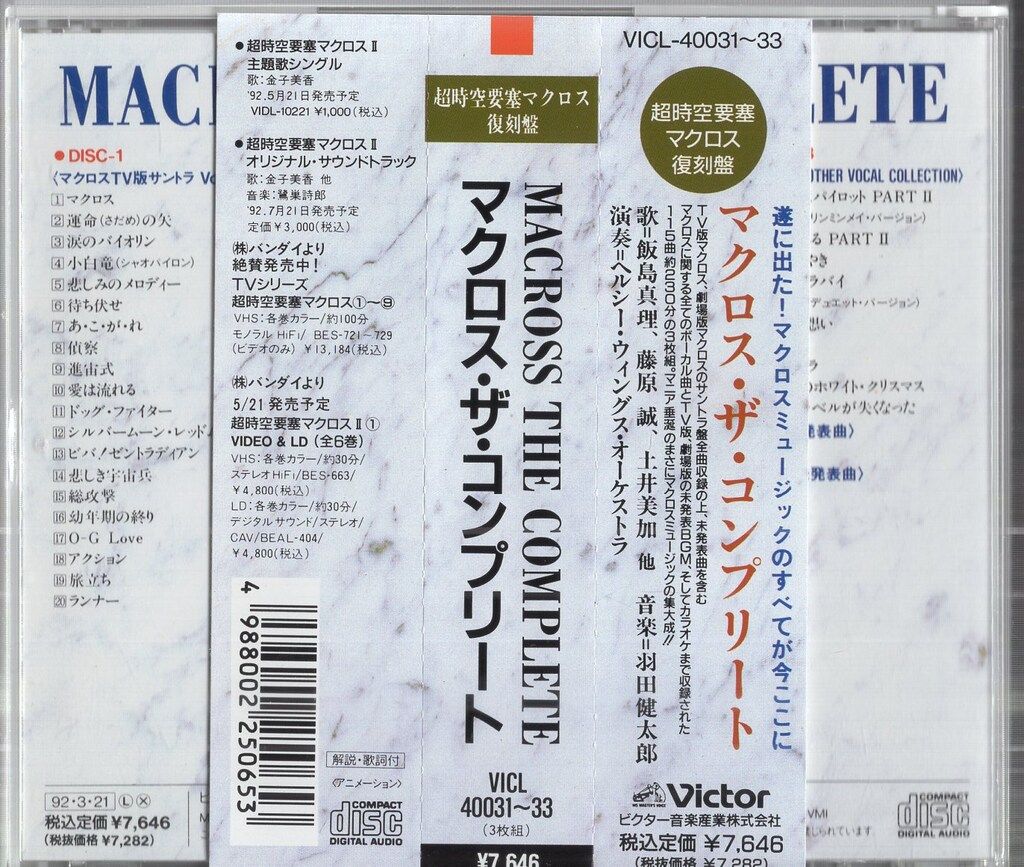 MAC
●DISC-1
〈マクロスTV版サントラ
1 マクロス
2 運命(さだめ)の矢
3 涙のバイオリン
4 小白竜(シャオパイロン)
5 悲しみのメロディー
6 待ち伏せ
7 あ・こ・が・れ
8 偵察
9 進宙式
10 愛は流れる
11 ドッグ・ファイター
12 シルバームーン・レッド
13 ビバ!ゼントラディアン
14 悲しき宇宙兵
15 総攻撃
16 幼年期の終り
17 O-G Love
18 アクション
19 旅立ち
20 ランナー
92・3・21 Ⓛ Ⓧ
税込定価 ¥7,646
(税抜価格 ¥7,282)
●超時空要塞マクロスⅡ
主題歌シングル
歌:金子美香
'92.5月21日発売予定
VIDL-10221 ¥1,000(税込)
●超時空要塞マクロスⅡ
オリジナル・サウンドトラック
歌:金子美香 他
音楽:鷺巣詩郎
'92.7月21日発売予定
定価¥3,000(税込)
(株)バンダイより
絶賛発売中!
TVシリーズ
超時空要塞マクロス①〜⑨
VHS:各巻カラー/約100分
モノラルHiFi/ BES-721〜729
(ビデオのみ) ¥13,184(税込)
(株)バンダイより
5/21発売予定
超時空要塞マクロスⅡ①
VIDEO & LD (全6巻)
VHS:各巻カラー/約30分/
ステレオHiFi/BES-663/
¥4,800(税込)
LD:各巻カラー/約30分/
デジタルサウンド/ステレオ/
CAV/BEAL-404/
¥4,800(税込)
4 988002 250653
解説・歌詞付
〈アニメーション〉
COMPACT
disc
DIGITAL AUDIO
超時空要塞マクロス
復刻盤
MACROSS THE COMPLETE
マクロス・ザ・コンプリート
VICL
40031〜33
(3枚組)
¥7,646
VICL-40031〜33
超時空要塞
マクロス
復刻盤
遂に出た!マクロスミュージックのすべてが今ここに
マクロス・ザ・コンプリート
TV版マクロス、劇場版マクロスのサントラ盤全曲収録の上、未発表曲を含む
マクロスに関する全てのボーカル曲とTV版、劇場版の未発表BGM、そしてカラオケまで収録された
115曲約230分の3枚組。マニア垂涎のまさにマクロスミュージックの集大成!!
歌=飯島真理、藤原 誠、土井美加 他 音楽=羽田健太郎
演奏=ヘルシー・ウィングス・オーケストラ
HIS MASTER'S VOICE
Victor
ビクター音楽産業株式会社
税込定価 ¥7,646
(税抜価格 ¥7,282)
ETE
OTHER VOCAL COLLECTION〉
パイロット PART Ⅱ
リンミンメイ・バージョン)
る PART Ⅱ
やき
ラバイ
デュエット・バージョン)
思い
ラ
のホワイト・クリスマス
ベルが失くなった
発表曲〉
発表曲〉
VMI
じられています
COMPACT
disc
DIGITAL AUDIO